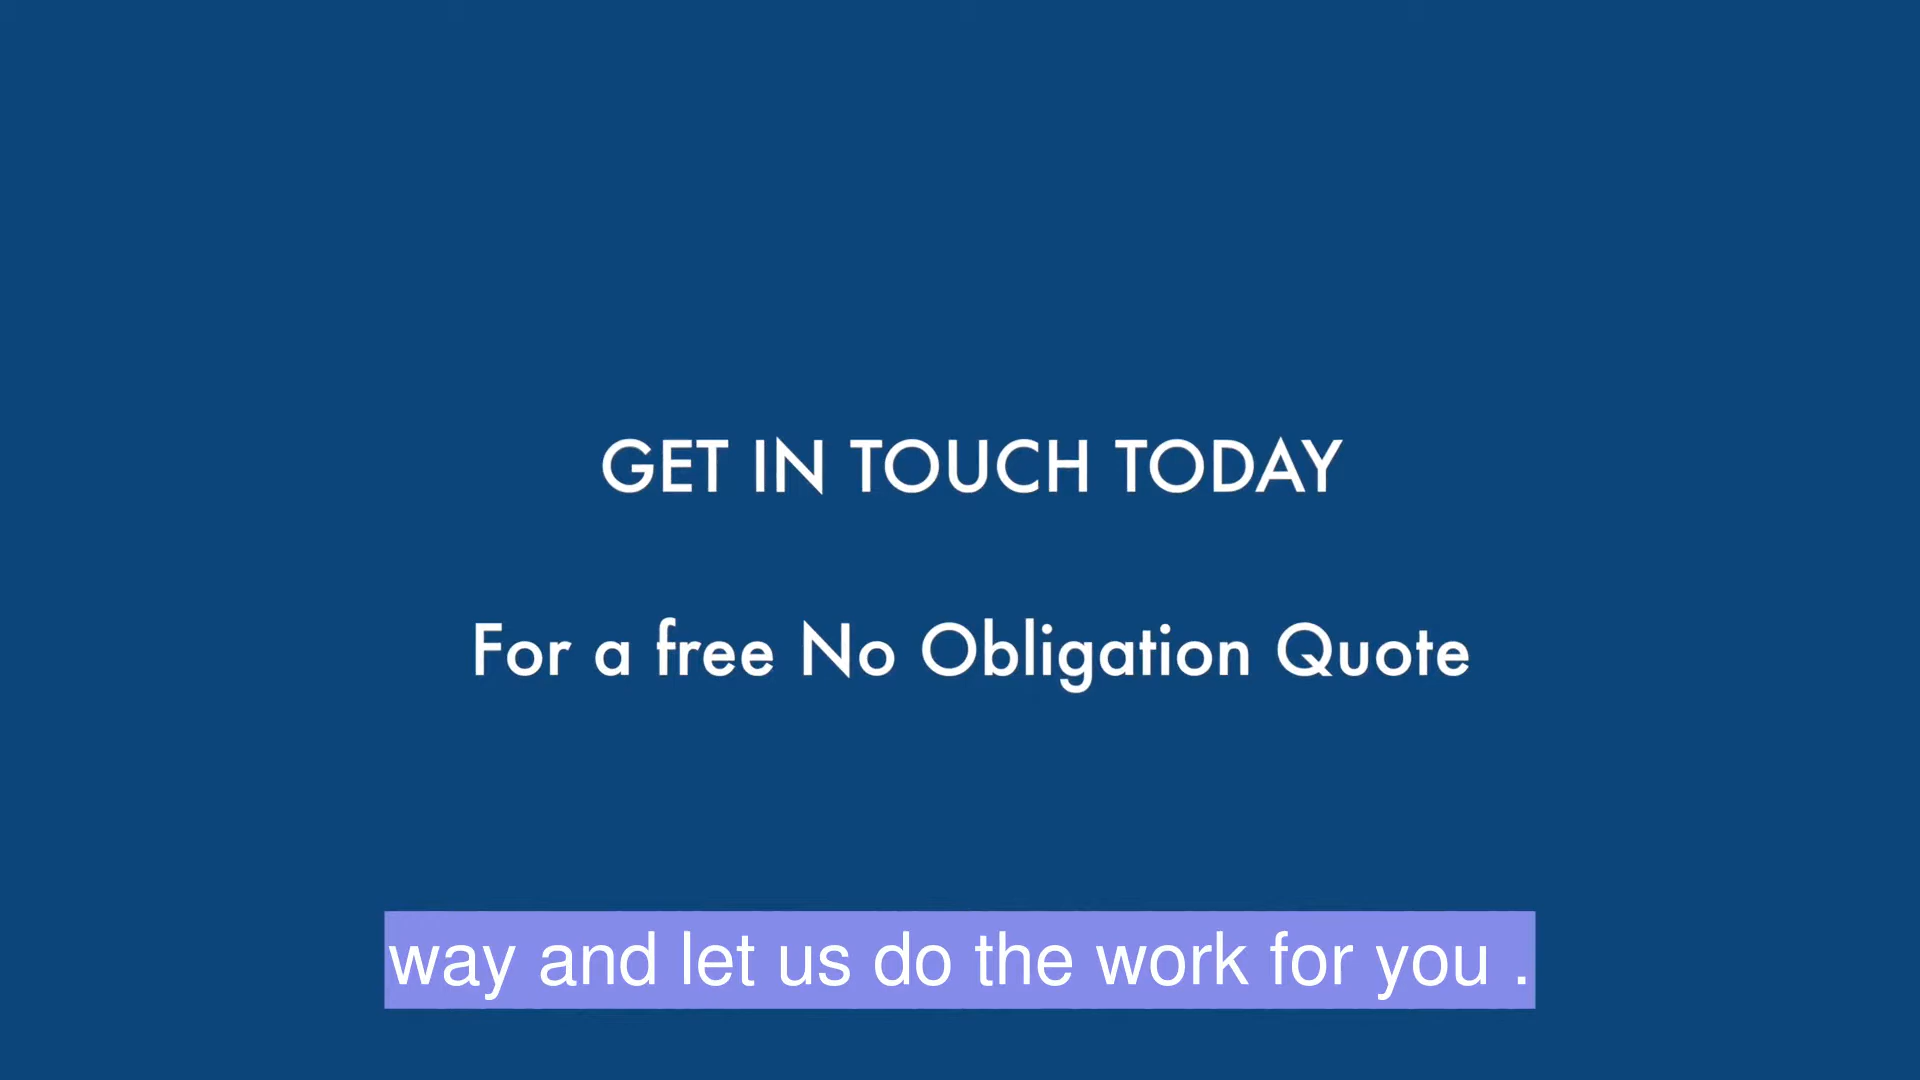 GET IN TOUCH TODAY
For a free No Obligation Quote
way and let us do the work for you .